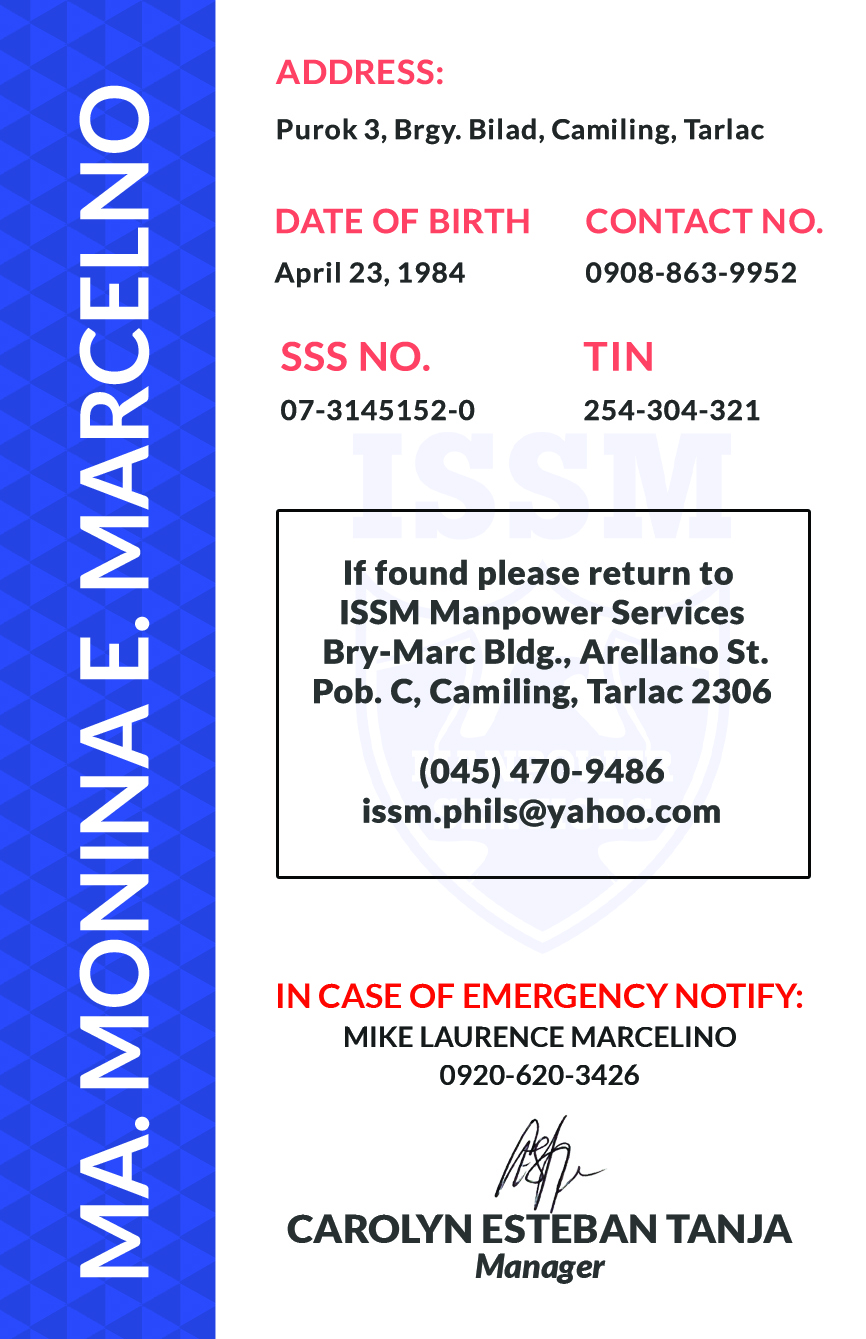 MA. MONINA E. MARCELNO
ADDRESS:
Purok 3, Brgy. Bilad, Camiling, Tarlac
DATE OF BIRTH
April 23, 1984
CONTACT NO.
0908-863-9952
SSS NO.
07-3145152-0
TIN
254-304-321
ISSM
If found please return to
ISSM Manpower Services
Bry-Marc Bldg., Arellano St.
Pob. C, Camiling, Tarlac 2306
(045) 470-9486
issm.phils@yahoo.com
IN CASE OF EMERGENCY NOTIFY:
MIKE LAURENCE MARCELINO
0920-620-3426
CAROLYN ESTEBAN TANJA
Manager